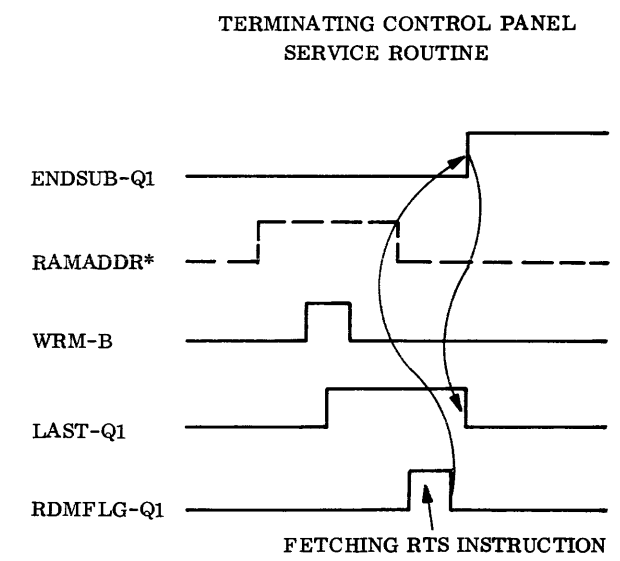 TERMINATING CONTROL PANEL
SERVICE ROUTINE
ENDSUB-Q1
RAMADDR*
WRM-B
LAST-Q1
RDMFLG-Q1
FETCHING RTS INSTRUCTION